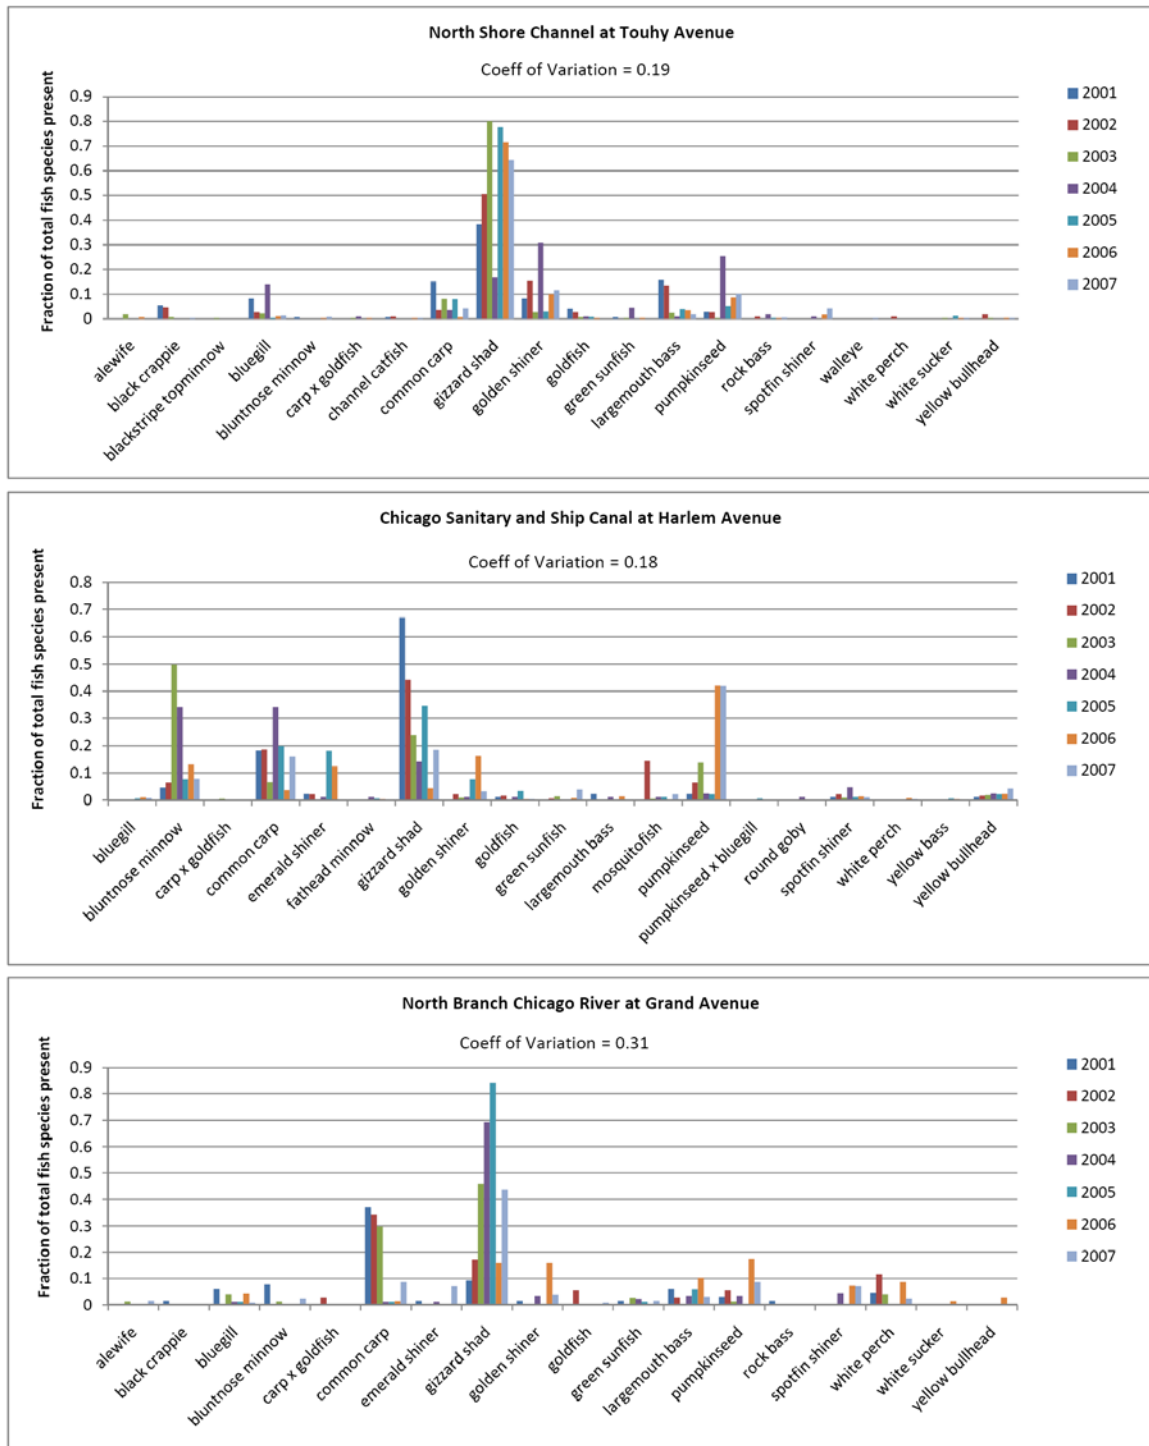 North Shore Channel at Touhy Avenue
Coeff of Variation = 0.19
Fraction of total fish species present
0.9
0.8
0.7
0.6
0.5
0.4
0.3
0.2
0.1
0
alewife
black crappie
blackstripe topminnow
bluegill
bluntnose minnow
carp x goldfish
channel catfish
common carp
gizzard shad
golden shiner
goldfish
green sunfish
largemouth bass
pumpkinseed
rock bass
spotfin shiner
walleye
white perch
white sucker
yellow bullhead
2001
2002
2003
2004
2005
2006
2007
Chicago Sanitary and Ship Canal at Harlem Avenue
Coeff of Variation = 0.18
Fraction of total fish species present
0.8
0.7
0.6
0.5
0.4
0.3
0.2
0.1
0
bluegill
bluntnose minnow
carp x goldfish
common carp
emerald shiner
fathead minnow
gizzard shad
golden shiner
goldfish
green sunfish
largemouth bass
mosquitofish
pumpkinseed
pumpkinseed x bluegill
round goby
spotfin shiner
white perch
yellow bass
yellow bullhead
2001
2002
2003
2004
2005
2006
2007
North Branch Chicago River at Grand Avenue
Coeff of Variation = 0.31
Fraction of total fish species present
0.9
0.8
0.7
0.6
0.5
0.4
0.3
0.2
0.1
0
alewife
black crappie
bluegill
bluntnose minnow
carp x goldfish
common carp
emerald shiner
gizzard shad
golden shiner
goldfish
green sunfish
largemouth bass
pumpkinseed
rock bass
spotfin shiner
white perch
white sucker
yellow bullhead
2001
2002
2003
2004
2005
2006
2007